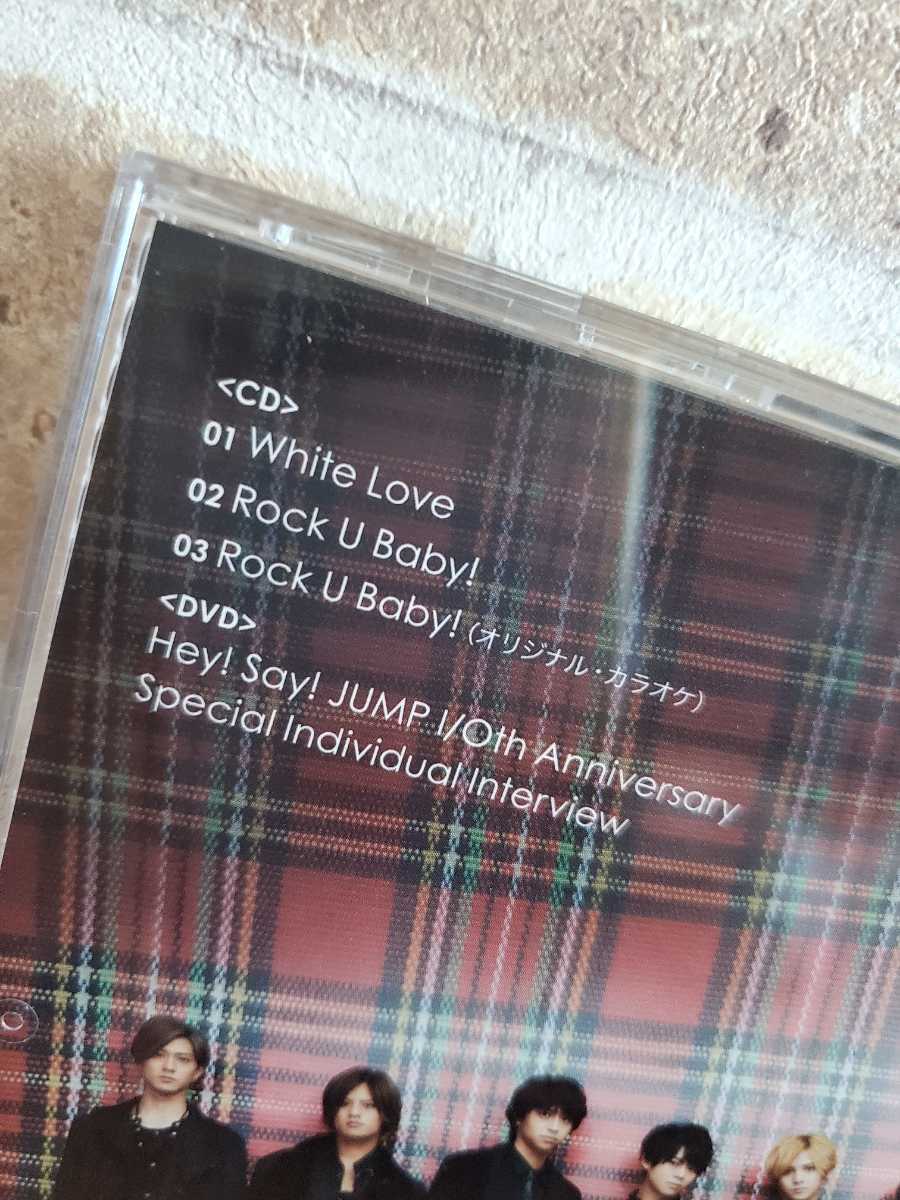 <CD>
01 White Love
02 Rock U Baby!
03 Rock U Baby! (オリジナル・カラオケ)
<DVD>
Hey! Say! JUMP I/Oth Anniversary
Special Individual Interview